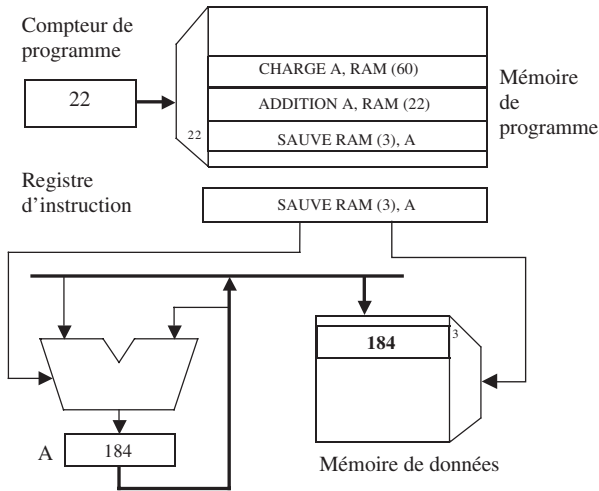 Compteur de
programme
22
22
CHARGE A, RAM (60)
ADDITION A, RAM (22)
SAUVE RAM (3), A
Mémoire
de
programme
Registre
d’instruction
SAUVE RAM (3), A
184
3
A
184
Mémoire de données